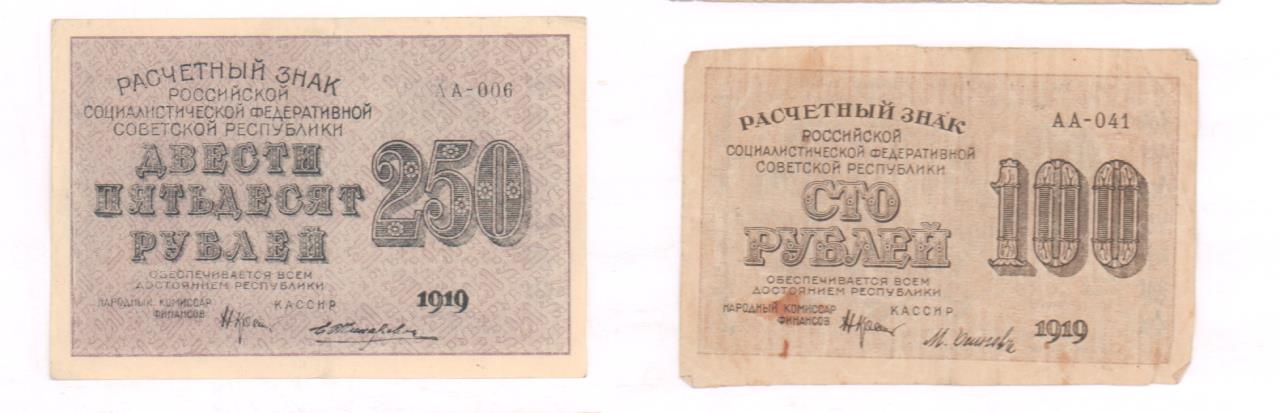 РАСЧЕТНЫЙ ЗНАК
РОССИЙСКОЙ
СОЦИАЛИСТИЧЕСКОЙ ФЕДЕРАТИВНОЙ
СОВЕТСКОЙ РЕСПУБЛИКИ
АА-006
ДВЕСТИ
ПЯТЬДЕСЯТ
РУБЛЕЙ
250
ОБЕСПЕЧИВАЕТСЯ ВСЕМ
ДОСТОЯНИЕМ РЕСПУБЛИКИ
НАРОДНЫЙ КОМИССАР
ФИНАНСОВ
КАССИР
1919
РАСЧЕТНЫЙ ЗНАК
РОССИЙСКОЙ
СОЦИАЛИСТИЧЕСКОЙ ФЕДЕРАТИВНОЙ
СОВЕТСКОЙ РЕСПУБЛИКИ
АА-041
СТО
РУБЛЕЙ
100
ОБЕСПЕЧИВАЕТСЯ ВСЕМ
ДОСТОЯНИЕМ РЕСПУБЛИКИ
НАРОДНЫЙ КОМИССАР
ФИНАНСОВ
КАССИР
1919